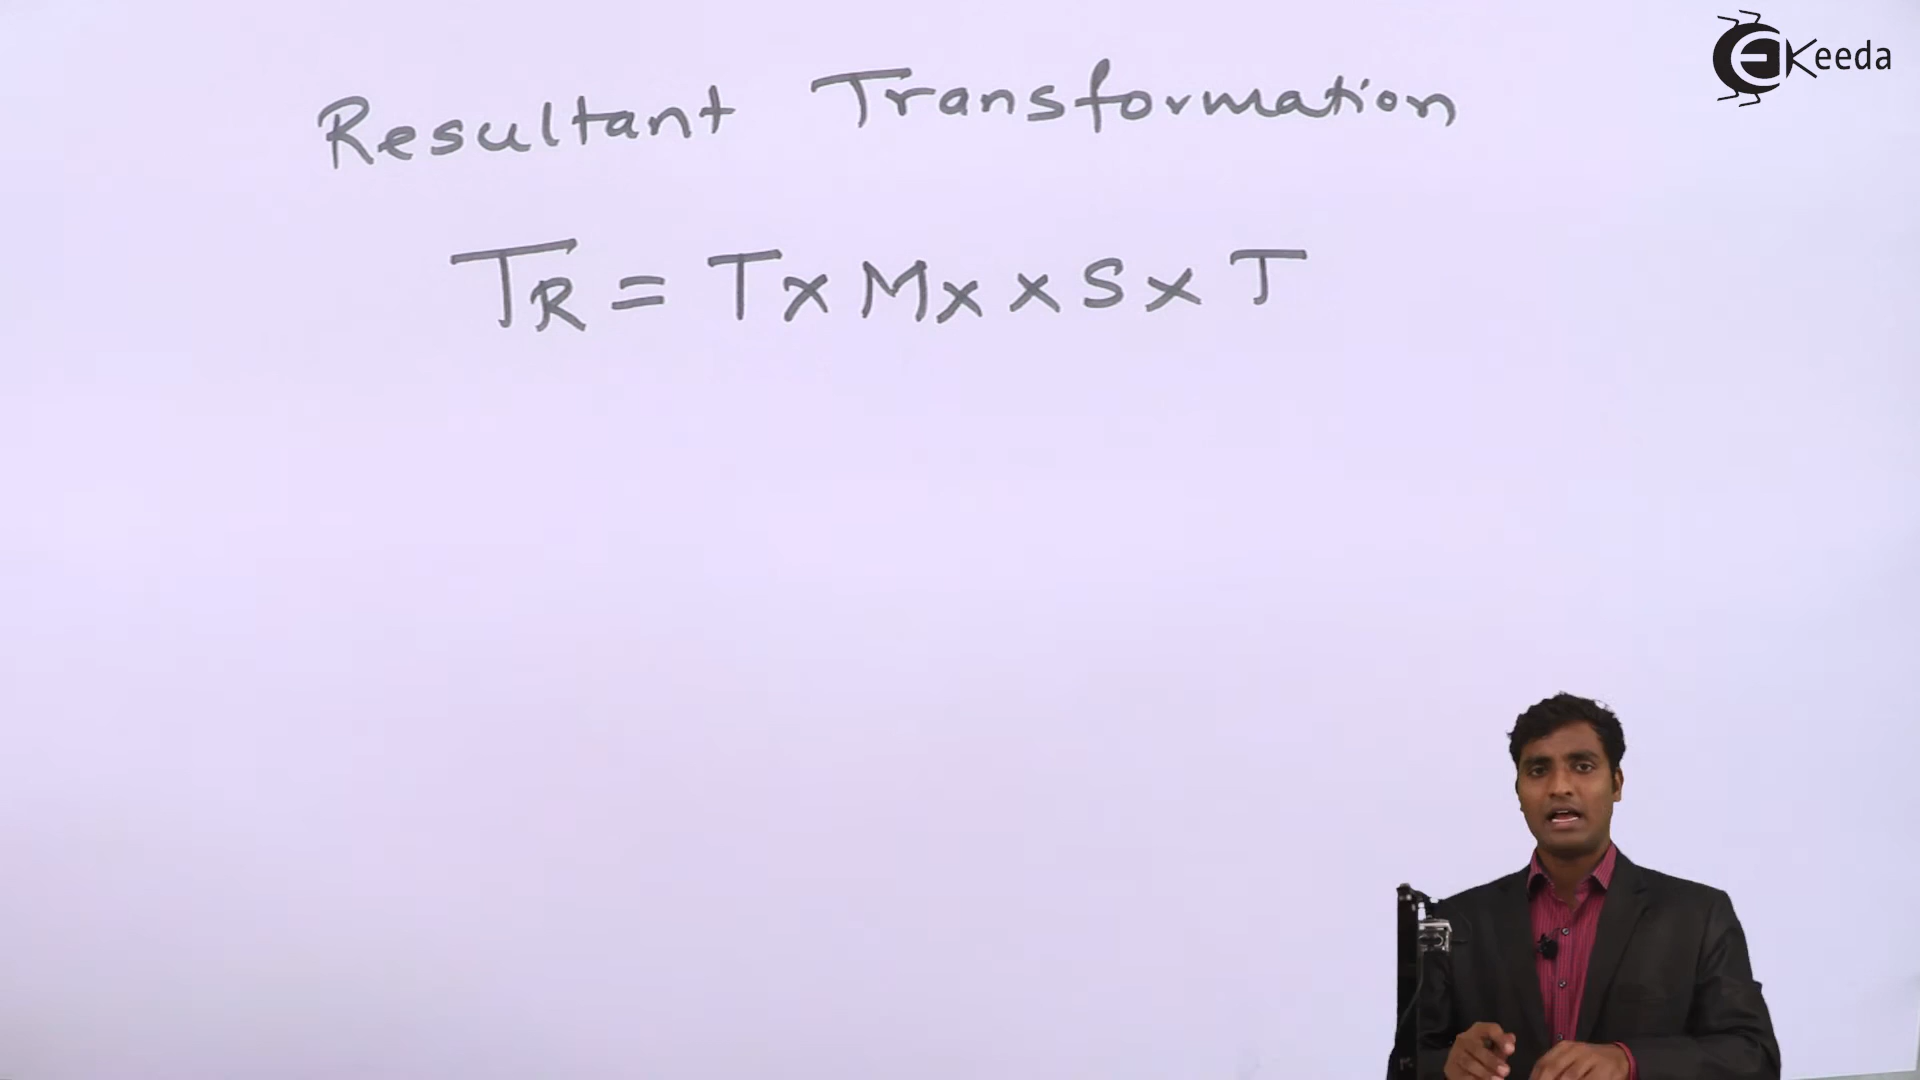 EKeeda
Resultant Transformation
TR = T x Mx x S x T